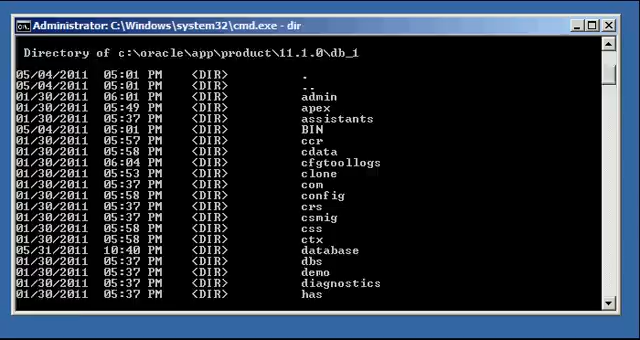 Administrator: C:\Windows\system32\cmd.exe - dir
Directory of c:\oracle\app\product\11.1.0\db_1
05/04/2011 05:01 PM <DIR> .
05/04/2011 05:01 PM <DIR> ..
01/30/2011 06:01 PM <DIR> admin
01/30/2011 05:49 PM <DIR> apex
01/30/2011 05:37 PM <DIR> assistants
05/04/2011 05:01 PM <DIR> BIN
01/30/2011 05:57 PM <DIR> ccr
01/30/2011 05:58 PM <DIR> cdata
01/30/2011 06:04 PM <DIR> cfgtoollogs
01/30/2011 05:53 PM <DIR> clone
01/30/2011 05:37 PM <DIR> com
01/30/2011 05:58 PM <DIR> config
01/30/2011 05:37 PM <DIR> crs
01/30/2011 05:37 PM <DIR> csmig
01/30/2011 05:58 PM <DIR> css
01/30/2011 05:58 PM <DIR> ctx
05/31/2011 10:40 PM <DIR> database
01/30/2011 05:37 PM <DIR> dbs
01/30/2011 05:37 PM <DIR> demo
01/30/2011 05:37 PM <DIR> diagnostics
01/30/2011 05:37 PM <DIR> has